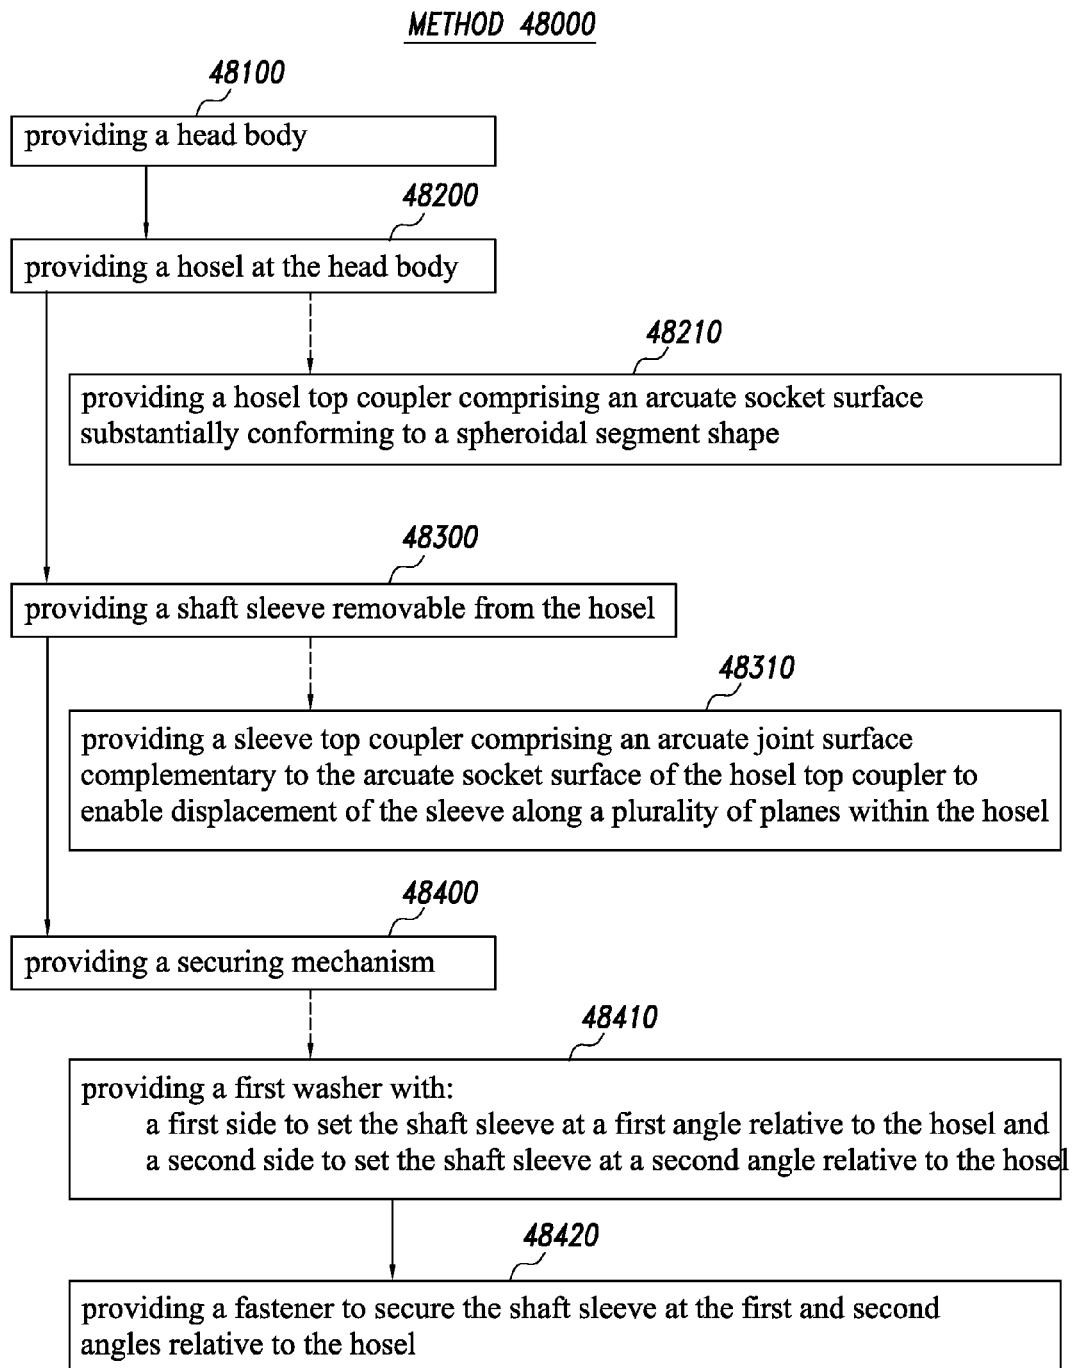 METHOD 48000
48100
providing a head body
48200
providing a hosel at the head body
48210
providing a hosel top coupler comprising an arcuate socket surface
substantially conforming to a spheroidal segment shape
48300
providing a shaft sleeve removable from the hosel
48310
providing a sleeve top coupler comprising an arcuate joint surface
complementary to the arcuate socket surface of the hosel top coupler to
enable displacement of the sleeve along a plurality of planes within the hosel
48400
providing a securing mechanism
48410
providing a first washer with:
a first side to set the shaft sleeve at a first angle relative to the hosel and
a second side to set the shaft sleeve at a second angle relative to the hosel
48420
providing a fastener to secure the shaft sleeve at the first and second
angles relative to the hosel